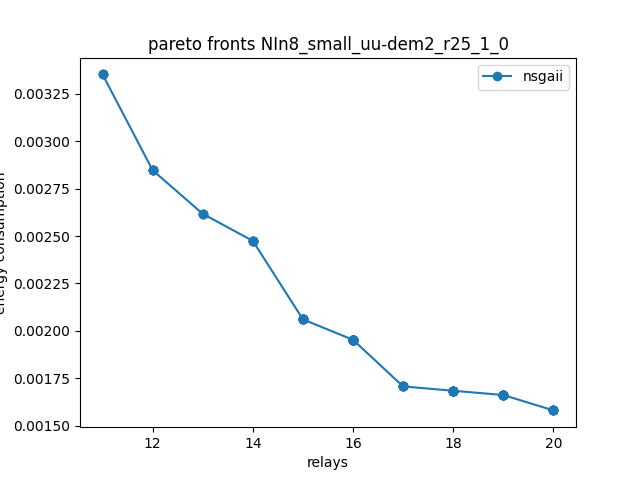 pareto fronts NIn8_small_uu-dem2_r25_1_0
nsgaii
0.00325
0.00300
0.00275
0.00250
0.00225
0.00200
0.00175
0.00150
energy consumption
12 14 16 18 20
relays